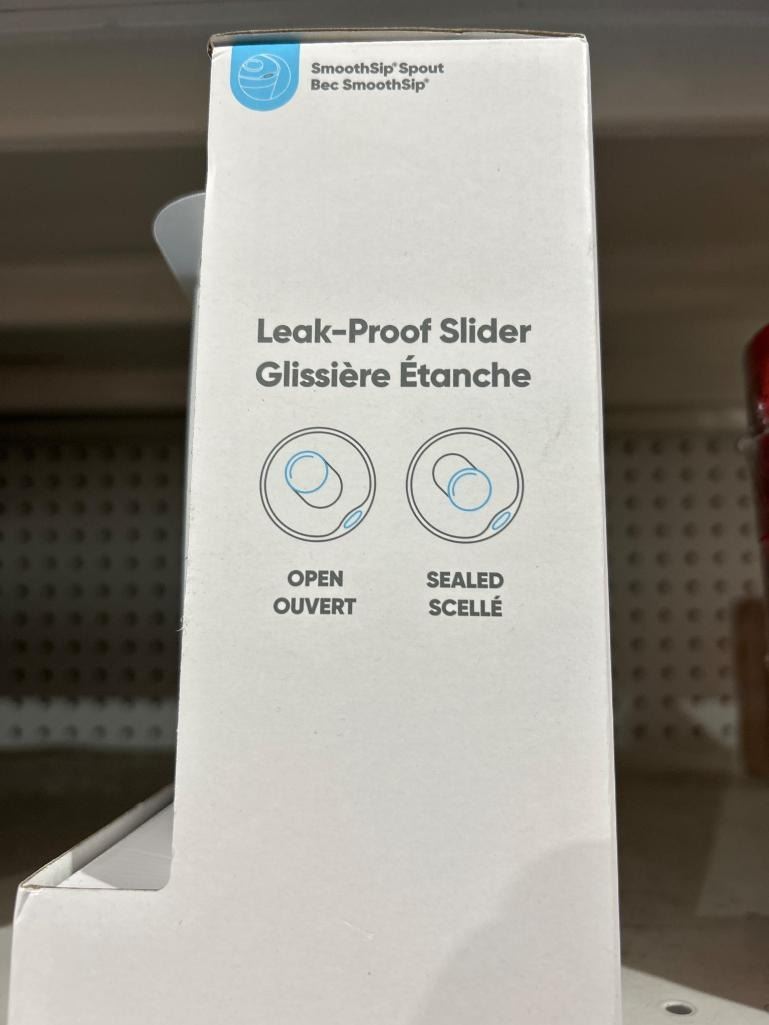 SmoothSip® Spout
Bec SmoothSip®
Leak-Proof Slider
Glissière Étanche
OPEN
OUVERT
SEALED
SCELLÉ